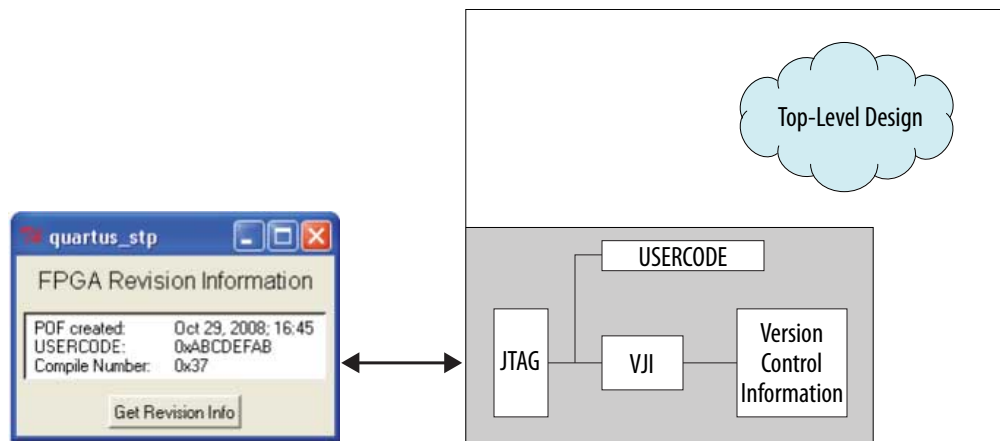 Top-Level Design
quartus_stp
FPGA Revision Information
POF created: Oct 29, 2008; 16:45
USERCODE: 0xABCDEFAB
Compile Number: 0x37
Get Revision Info
USERCODE
JTAG
VJI
Version
Control
Information